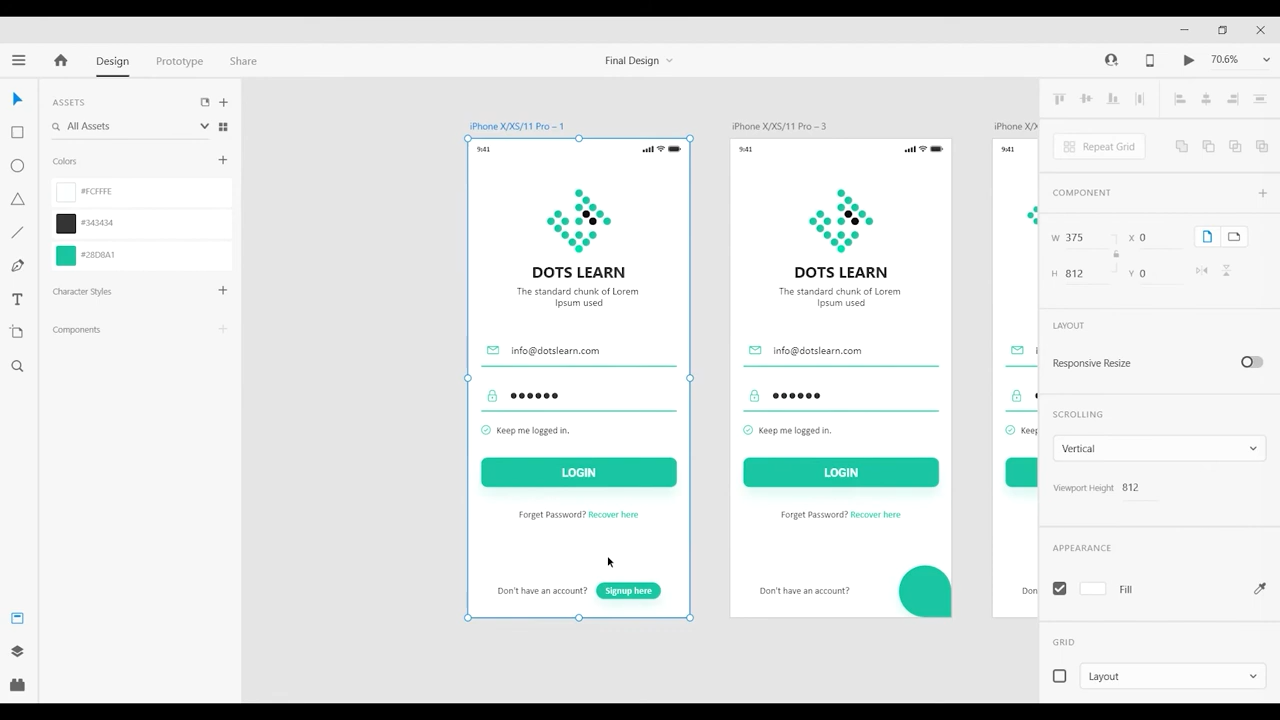 Design
Prototype
Share
Final Design
70.6%
ASSETS
All Assets
Colors
#FCFFFE
#343434
#28D8A1
Character Styles
Components
iPhone X/XS/11 Pro – 1
9:41
DOTS LEARN
The standard chunk of Lorem
Ipsum used
info@dotslearn.com
Keep me logged in.
LOGIN
Forget Password? Recover here
Don't have an account?
Signup here
iPhone X/XS/11 Pro – 3
9:41
DOTS LEARN
The standard chunk of Lorem
Ipsum used
info@dotslearn.com
Keep me logged in.
LOGIN
Forget Password? Recover here
Don't have an account?
iPhone X/X
9:41
Keep
Don
Repeat Grid
COMPONENT
W 375
X 0
H 812
Y 0
LAYOUT
Responsive Resize
SCROLLING
Vertical
Viewport Height 812
APPEARANCE
Fill
GRID
Layout